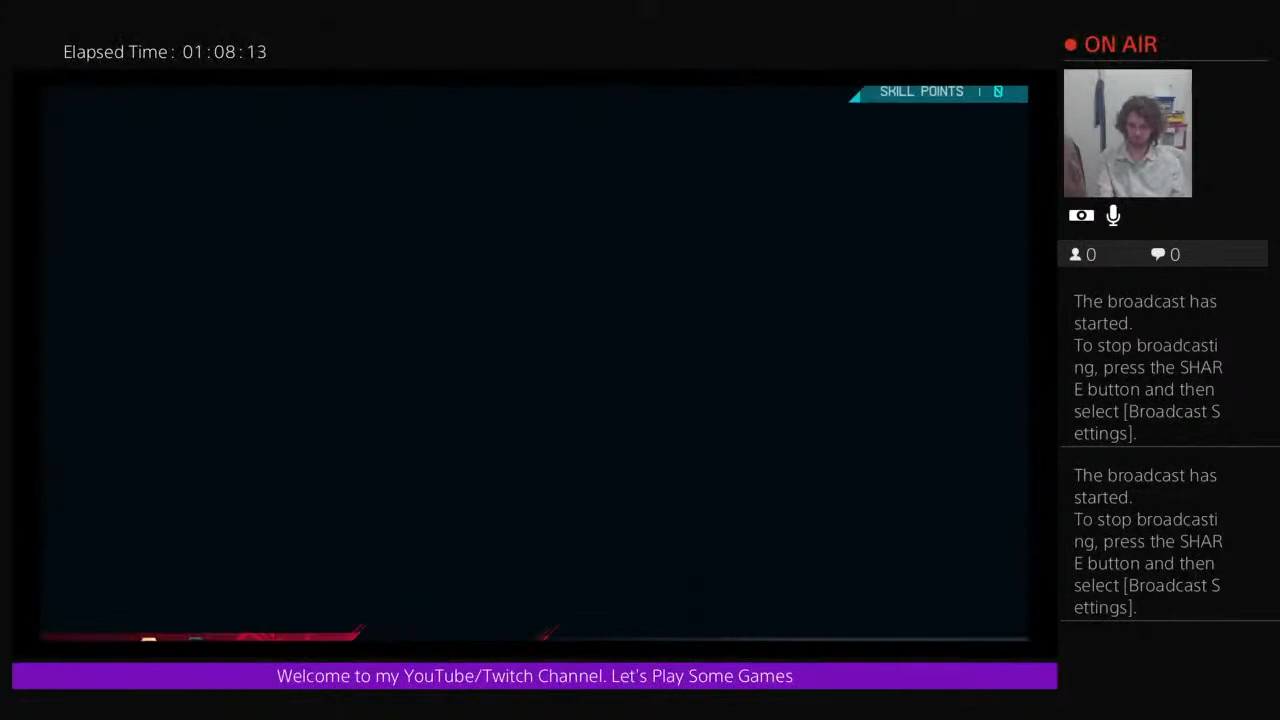 Elapsed Time: 01:08:13
ON AIR
SKILL POINTS | 0
0 0
The broadcast has
started.
To stop broadcasti
ng, press the SHAR
E button and then
select [Broadcast S
ettings].
The broadcast has
started.
To stop broadcasti
ng, press the SHAR
E button and then
select [Broadcast S
ettings].
Welcome to my YouTube/Twitch Channel. Let's Play Some Games